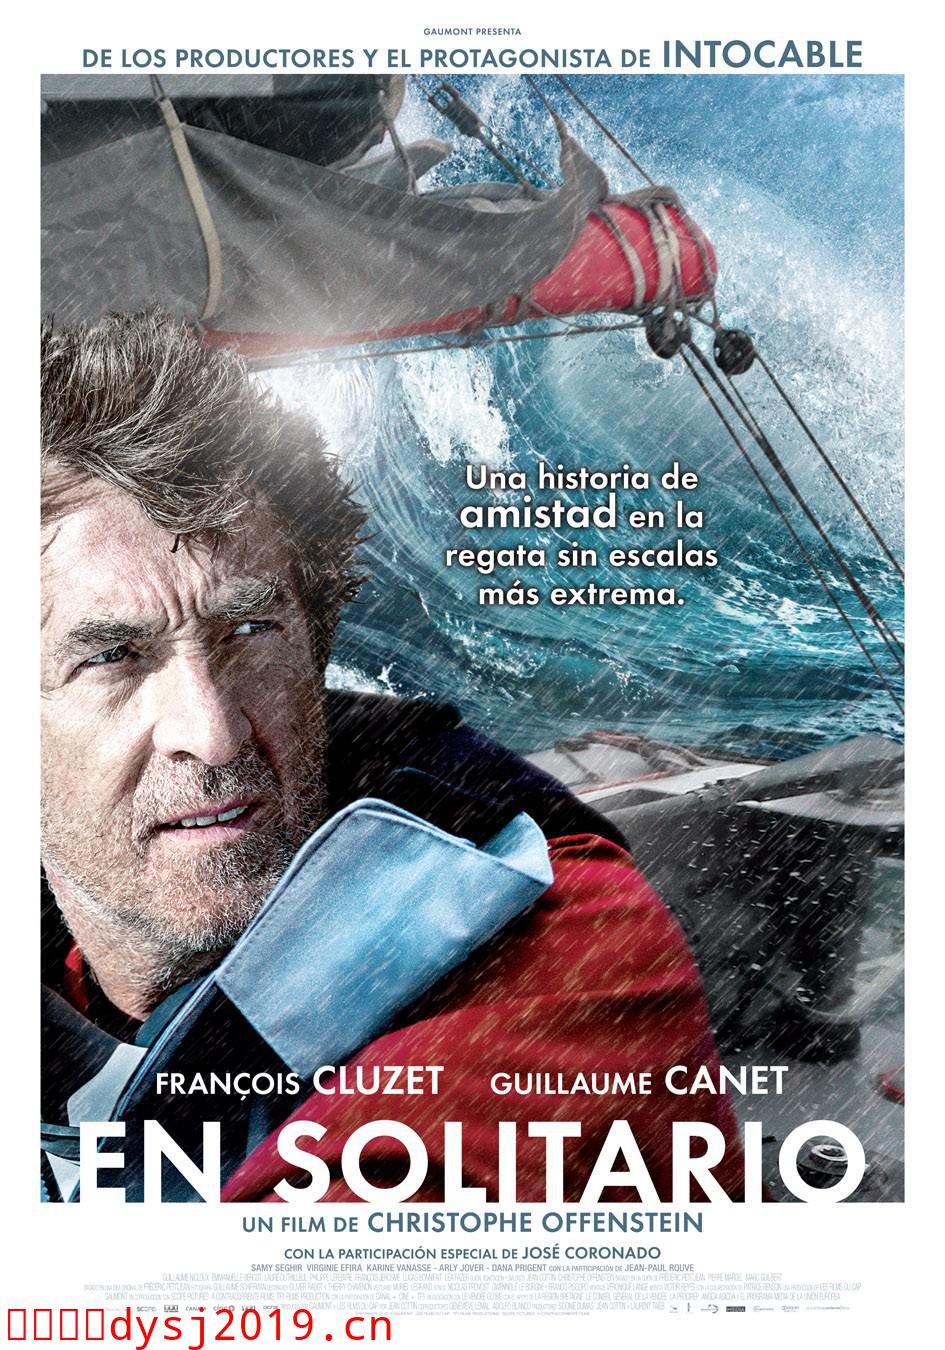 GAUMONT PRESENTA
DE LOS PRODUCTORES Y EL PROTAGONISTA DE INTOCABLE
Una historia de
amistad en la
regata sin escalas
más extrema.
FRANÇOIS CLUZET GUILLAUME CANET
EN SOLITARIO
UN FILM DE CHRISTOPHE OFFENSTEIN
CON LA PARTICIPACIÓN ESPECIAL DE JOSÉ CORONADO
SAMY SEGHIR VIRGINIE EFIRA KARINE VANASSE - ARLY JOVER - DANA PRIGENT CON LA PARTICIPACIÓN DE JEAN-PAUL ROUVE
dysj2019.cn